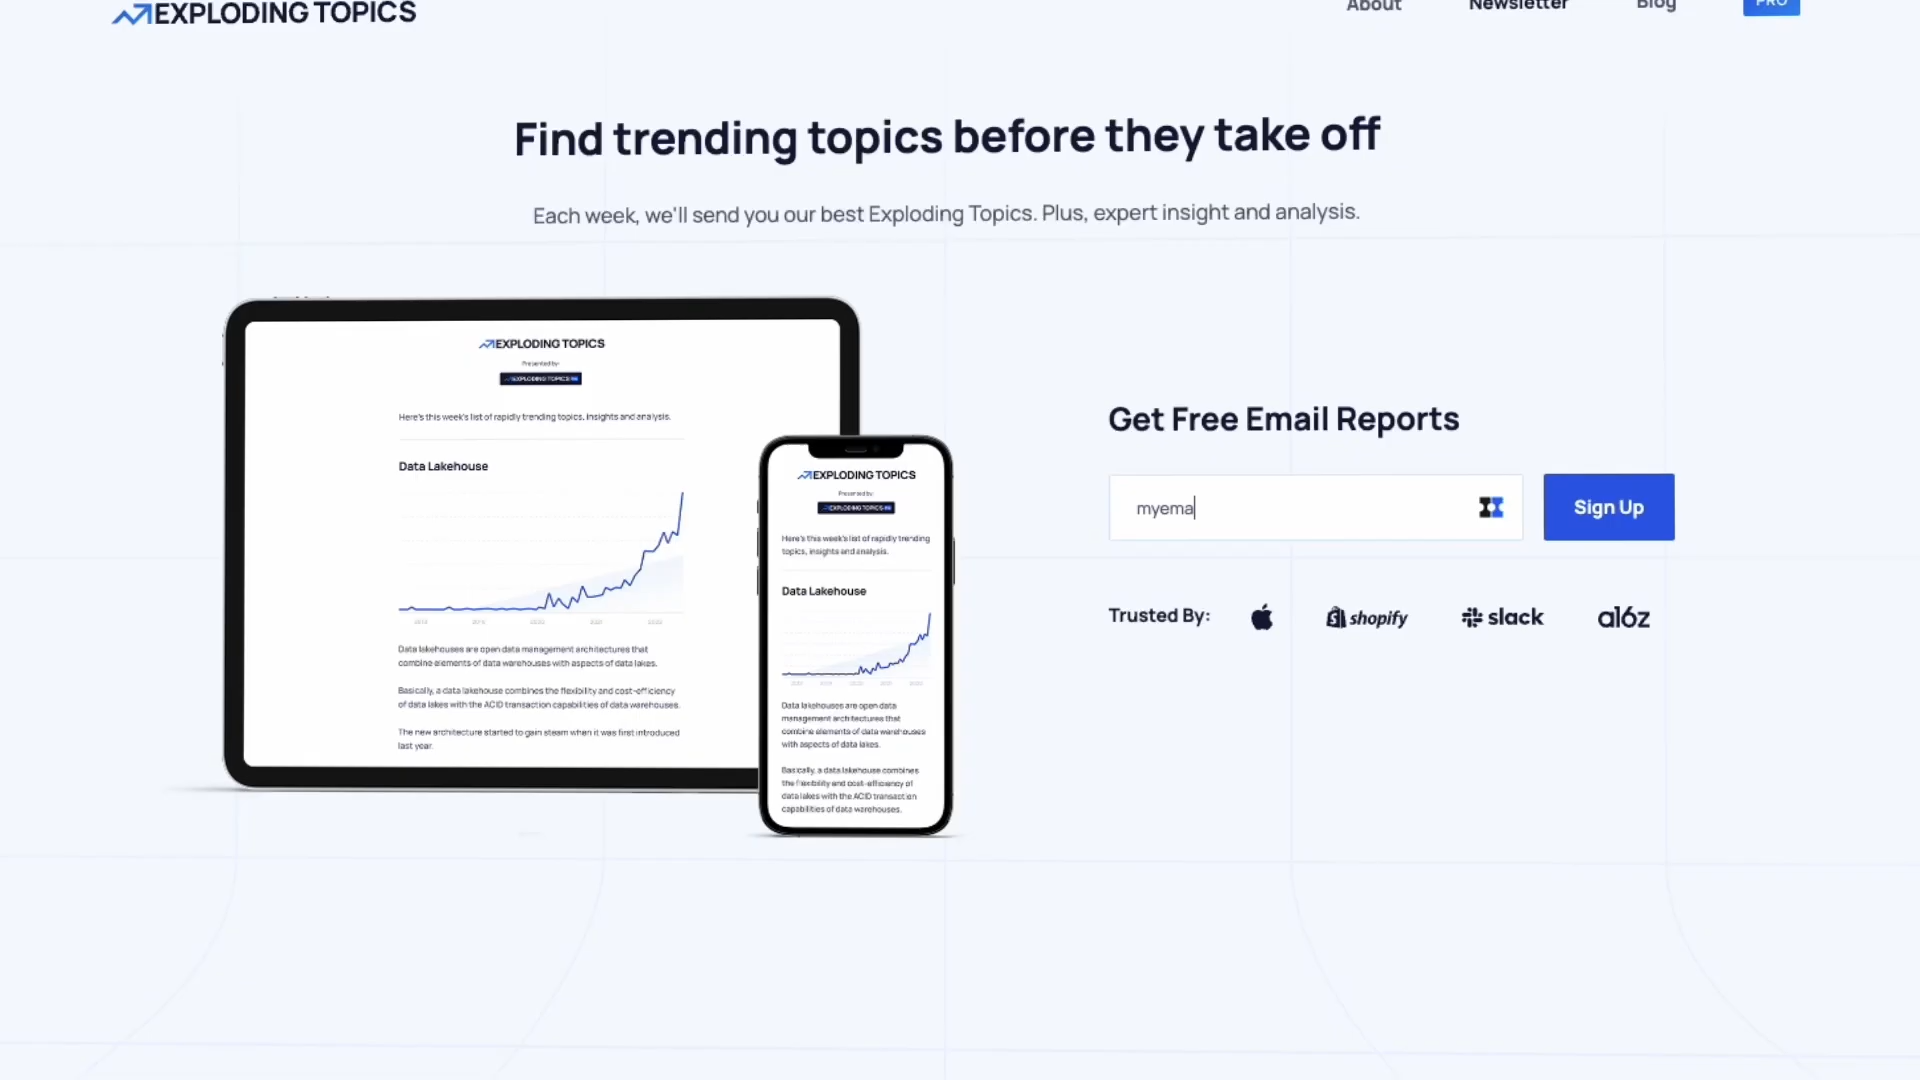 EXPLODING TOPICS
About
Newsletter
Blog
PRO
Find trending topics before they take off
Each week, we'll send you our best Exploding Topics. Plus, expert insight and analysis.
EXPLODING TOPICS
Presented by:
EXPLODING TOPICS
Here's this week's list of rapidly trending topics, insights and analysis.
Data Lakehouse
Data lakehouses are open data management architectures that
combine elements of data warehouses with aspects of data lakes.
Basically, a data lakehouse combines the flexibility and cost-efficiency
of data lakes with the ACID transaction capabilities of data warehouses.
The new architecture started to gain steam when it was first introduced
last year.
EXPLODING TOPICS
Presented by:
EXPLODING TOPICS
Here's this week's list of rapidly trending
topics, insights and analysis.
Data Lakehouse
Data lakehouses are open data
management architectures that
combine elements of data warehouses
with aspects of data lakes.
Basically, a data lakehouse combines
the flexibility and cost-efficiency of
data lakes with the ACID transaction
capabilities of data warehouses.
Get Free Email Reports
myema
Sign Up
Trusted By:
shopify
slack
a16z